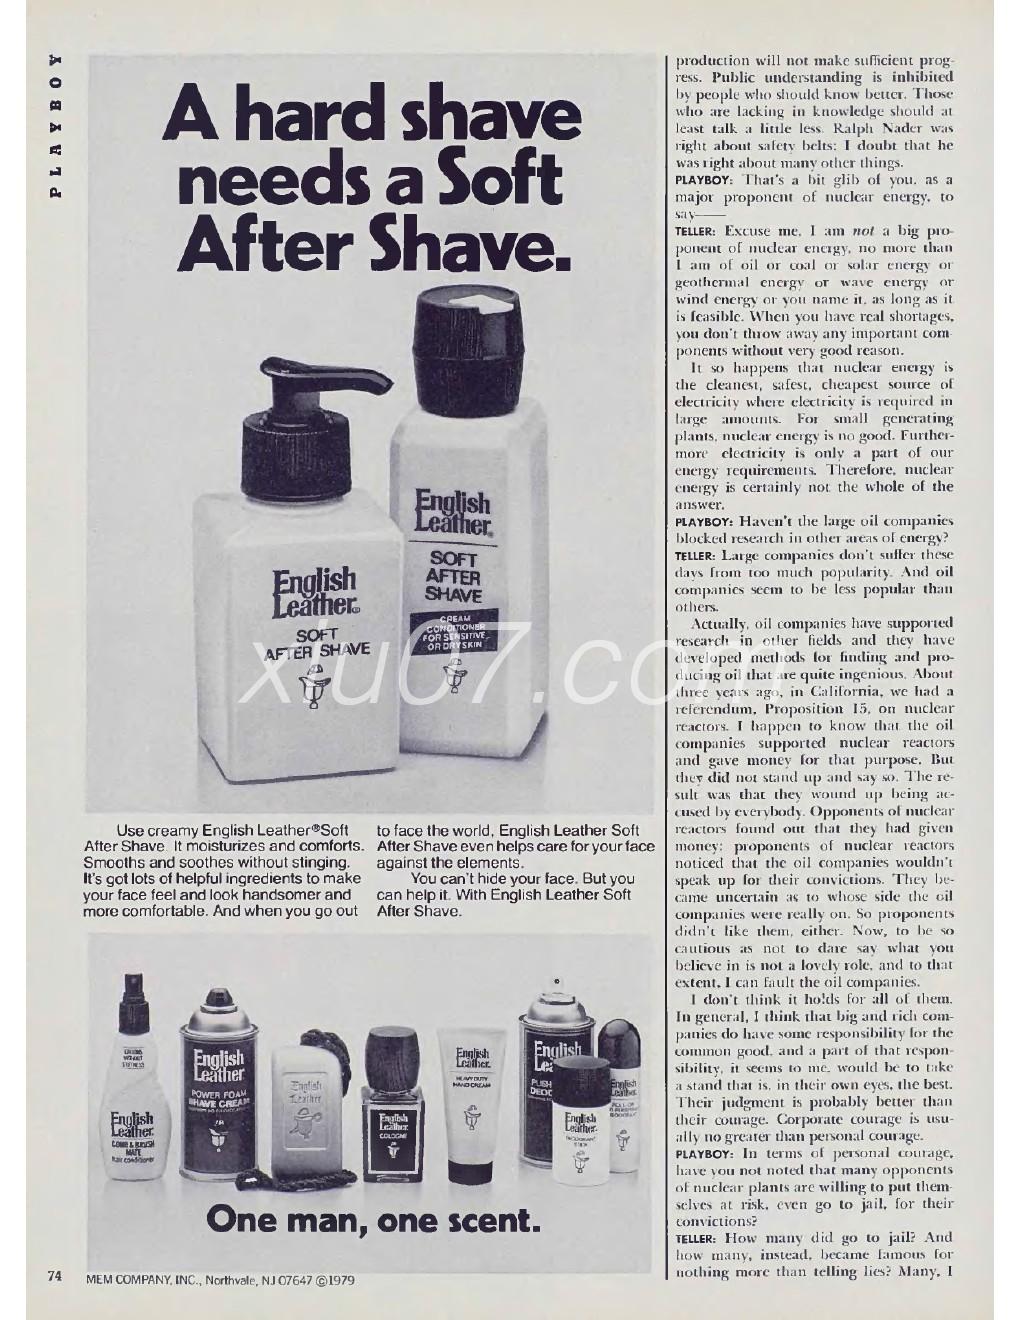 PLAYBOY
A hard shave
needs a Soft
After Shave.
English
Leather®
SOFT
AFTER SHAVE
English
Leather®
SOFT
AFTER
SHAVE
CREAM
CONDITIONER
FOR SENSITIVE
OR DRY SKIN
xiu07.com
Use creamy English Leather®Soft
After Shave. It moisturizes and comforts.
Smooths and soothes without stinging.
It's got lots of helpful ingredients to make
your face feel and look handsomer and
more comfortable. And when you go out
to face the world, English Leather Soft
After Shave even helps care for your face
against the elements.
You can't hide your face. But you
can help it. With English Leather Soft
After Shave.
English
Leather.
COMB & BRUSH
MATE
hair conditioner
English
Leather
POWER FOAM
SHAVE CREAM
English
Leather
English
Leather
COLOGNE
English
Leather.
HEAVY DUTY
HAND CREAM
English
English
Leather.
DEODORANT
STICK
English
Leather
One man, one scent.
74
MEM COMPANY, INC., Northvale, NJ 07647 ©1979
production will not make sufficient prog-
ress. Public understanding is inhibited
by people who should know better. Those
who are lacking in knowledge should at
least talk a little less. Ralph Nader was
right about safety belts; I doubt that he
was right about many other things.
PLAYBOY: That's a bit glib of you, as a
major proponent of nuclear energy, to
say——
TELLER: Excuse me, I am not a big pro-
ponent of nuclear energy, no more than
I am of oil or coal or solar energy or
geothermal energy or wave energy or
wind energy or you name it, as long as it
is feasible. When you have real shortages,
you don't throw away any important com-
ponents without very good reason.
It so happens that nuclear energy is
the cleanest, safest, cheapest source of
electricity where electricity is required in
large amounts. For small generating
plants, nuclear energy is no good. Further-
more electricity is only a part of our
energy requirements. Therefore, nuclear
energy is certainly not the whole of the
answer.
PLAYBOY: Haven't the large oil companies
blocked research in other areas of energy?
TELLER: Large companies don't suffer these
days from too much popularity. And oil
companies seem to be less popular than
others.
Actually, oil companies have supported
research in other fields and they have
developed methods for finding and pro-
ducing oil that are quite ingenious. About
three years ago, in California, we had a
referendum, Proposition 15, on nuclear
reactors. I happen to know that the oil
companies supported nuclear reactors
and gave money for that purpose. But
they did not stand up and say so. The re-
sult was that they wound up being ac-
cused by everybody. Opponents of nuclear
reactors found out that they had given
money; proponents of nuclear reactors
noticed that the oil companies wouldn't
speak up for their convictions. They be-
came uncertain as to whose side the oil
companies were really on. So proponents
didn't like them, either. Now, to be so
cautious as not to dare say what you
believe in is not a lovely role, and to that
extent, I can fault the oil companies.
I don't think it holds for all of them.
In general, I think that big and rich com-
panies do have some responsibility for the
common good, and a part of that respon-
sibility, it seems to me, would be to take
a stand that is, in their own eyes, the best.
Their judgment is probably better than
their courage. Corporate courage is usu-
ally no greater than personal courage.
PLAYBOY: In terms of personal courage,
have you not noted that many opponents
of nuclear plants are willing to put them-
selves at risk, even go to jail, for their
convictions?
TELLER: How many did go to jail? And
how many, instead, became famous for
nothing more than telling lies? Many, I